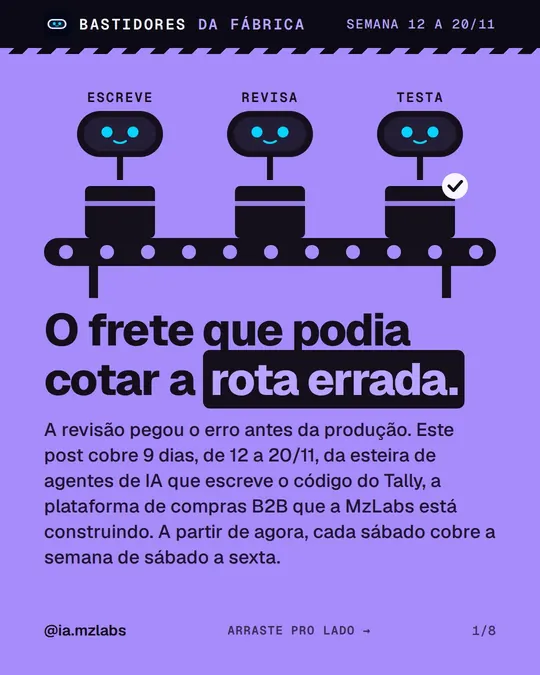 BASTIDORES DA FÁBRICA
SEMANA 12 A 20/11
ESCREVE
REVISA
TESTA
O frete que podia
cotar a rota errada.
A revisão pegou o erro antes da produção. Este
post cobre 9 dias, de 12 a 20/11, da esteira de
agentes de IA que escreve o código do Tally, a
plataforma de compras B2B que a MzLabs está
construindo. A partir de agora, cada sábado cobre a
semana de sábado a sexta.
@ia.mzlabs
ARRASTE PRO LADO →
1/8